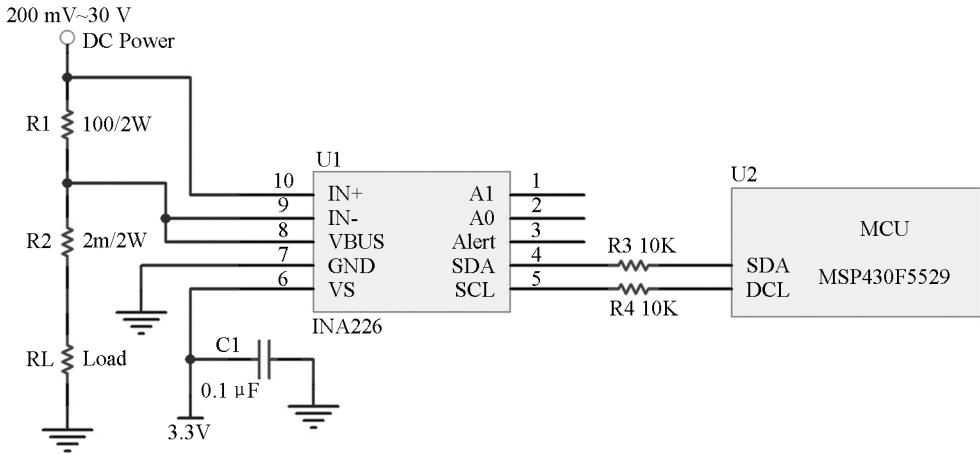 200 mV~30 V
DC Power
R1 100/2W
R2 2m/2W
RL Load
U1
10 IN+
9 IN-
8 VBUS
7 GND
6 VS
A1 1
A0 2
Alert 3
SDA 4
SCL 5
INA226
C1
0.1 μF
3.3V
R3 10K
R4 10K
U2
MCU
MSP430F5529
SDA
DCL